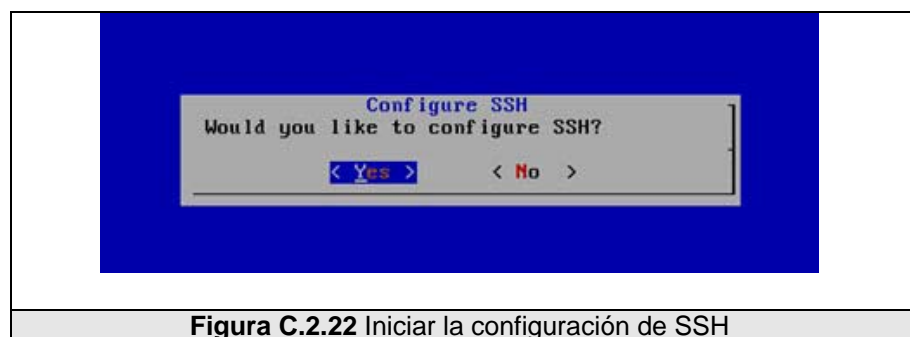 Configure SSH
Would you like to configure SSH?
< Yes > < No >
Figura C.2.22 Iniciar la configuración de SSH